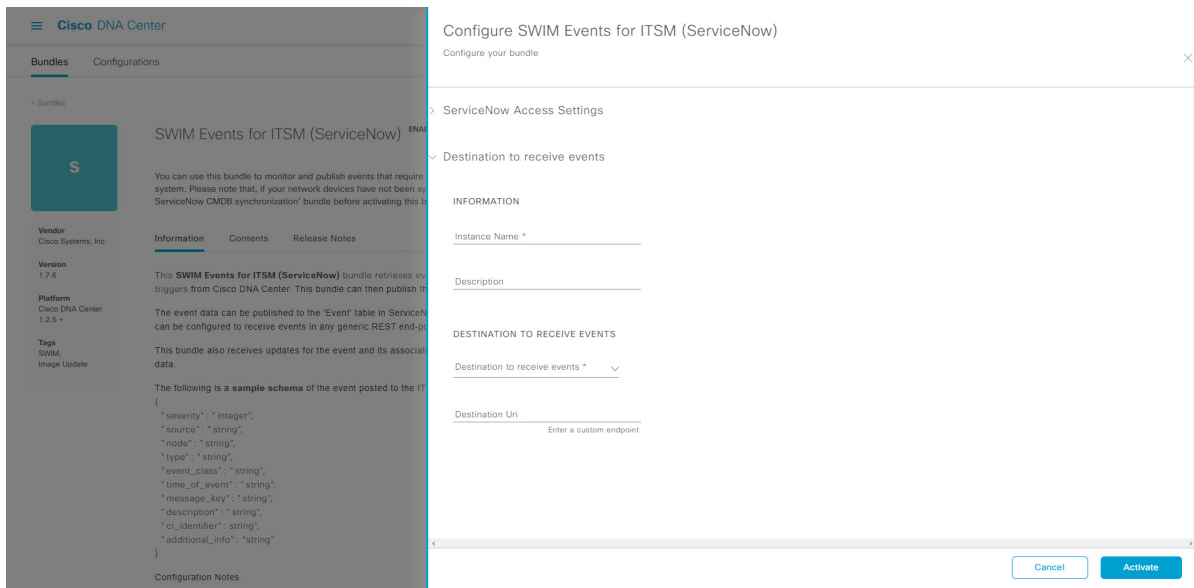 Cisco DNA Center
Bundles Configurations
< Bundles
S
Vendor
Cisco Systems, Inc.
Version
1.7.6
Platform
Cisco DNA Center
1.2.5 +
Tags
SWIM,
Image Update
SWIM Events for ITSM (ServiceNow)
You can use this bundle to monitor and publish events that require
system. Please note that, if your network devices have not been
ServiceNow CMDB synchronization' bundle before activating this
Information Contents Release Notes
This SWIM Events for ITSM (ServiceNow) bundle retrieves
triggers from Cisco DNA Center. This bundle can then publish
The event data can be published to the 'Event' table in
can be configured to receive events in any generic REST
This bundle also receives updates for the event and its
data.
The following is a sample schema of the event posted to the
{
"severity" : "integer",
"source" : "string",
"node" : "string",
"type" : "string",
"event_class" : "string",
"time_of_event" : "string",
"message_key" : "string",
"description" : "string",
"ci_identifier : string",
"additional_info" : "string"
}
Configuration Notes
Configure SWIM Events for ITSM (ServiceNow)
Configure your bundle
ServiceNow Access Settings
Destination to receive events
INFORMATION
Instance Name *
Description
DESTINATION TO RECEIVE EVENTS
Destination to receive events *
Destination Uri
Enter a custom endpoint
Cancel Activate